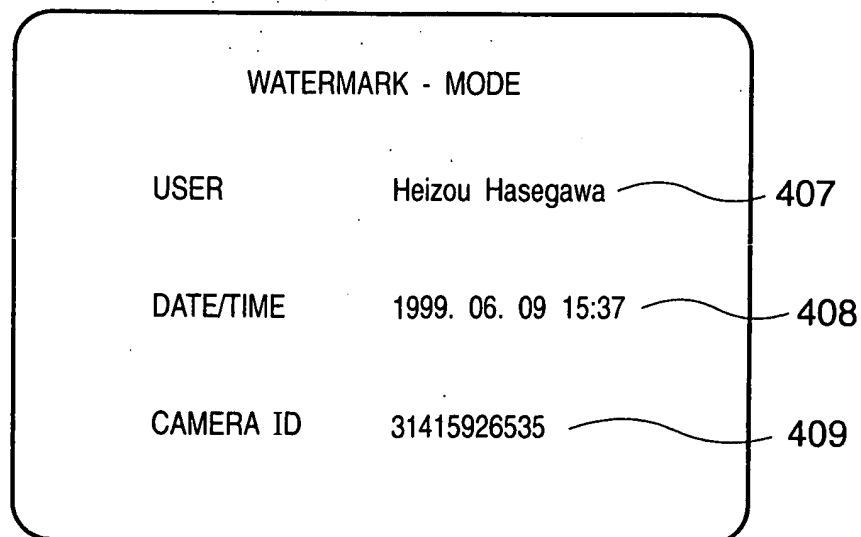 WATERMARK - MODE
USER Heizou Hasegawa 407
DATE/TIME 1999. 06. 09 15:37 408
CAMERA ID 31415926535 409